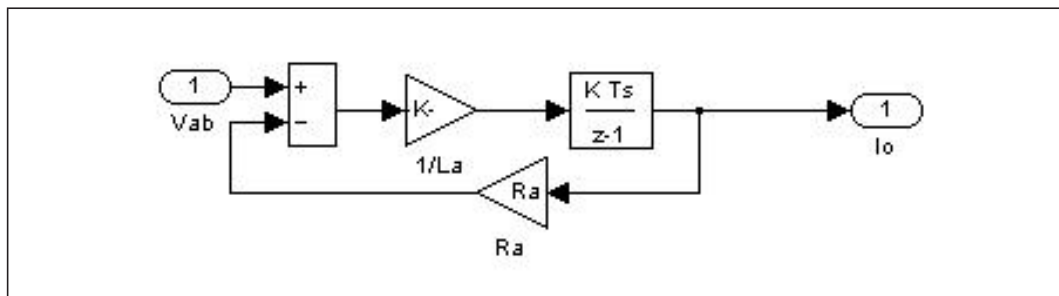 1
Vab
+
−
K-
1/La
K Ts
z-1
1
Io
Ra
Ra